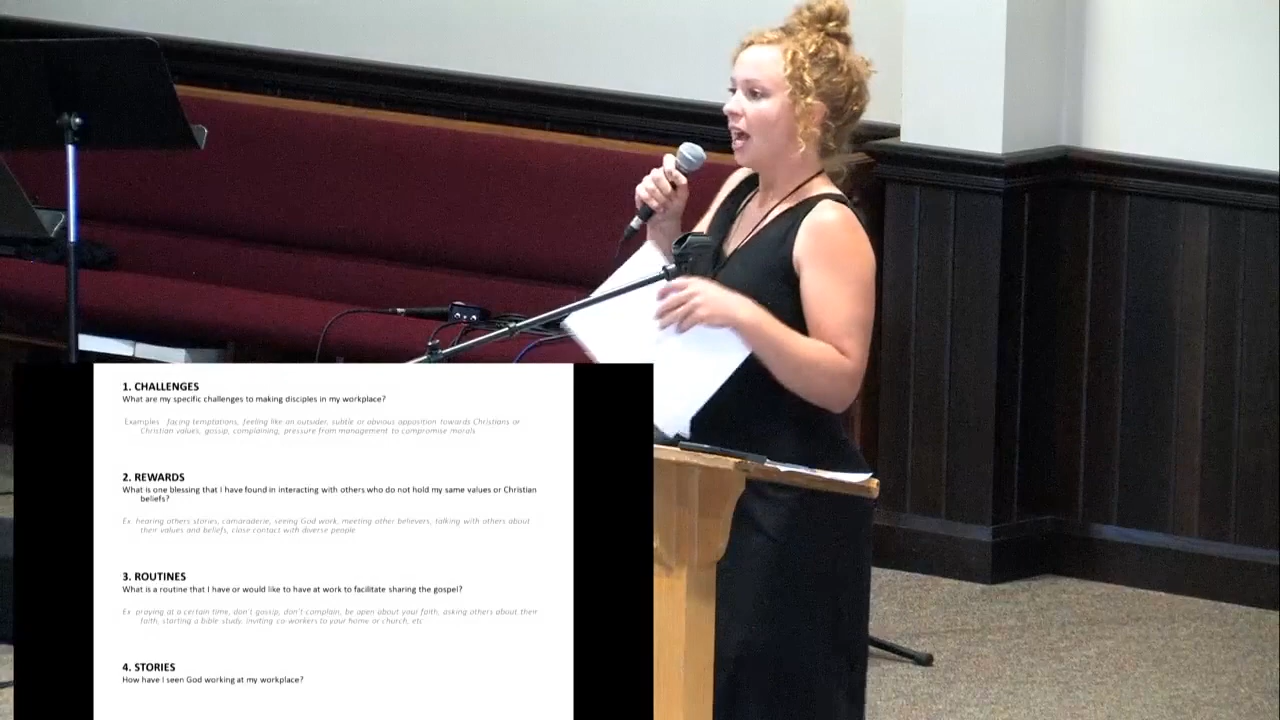 1. CHALLENGES
What are my specific challenges to making disciples in my workplace?
Examples facing temptations, feeling like an outsider, subtle or obvious opposition towards Christians or
Christian values, gossip, complaining, pressure from management to compromise morals
2. REWARDS
What is one blessing that I have found in interacting with others who do not hold my same values or Christian
beliefs?
Ex hearing others stories, camaraderie, seeing God work, meeting other believers, talking with others about
their values and beliefs, close contact with diverse people
3. ROUTINES
What is a routine that I have or would like to have at work to facilitate sharing the gospel?
Ex praying at a certain time, don't gossip, don't complain, be open about your faith, asking others about their
faith, starting a bible study, inviting co-workers to your home or church, etc
4. STORIES
How have I seen God working at my workplace?